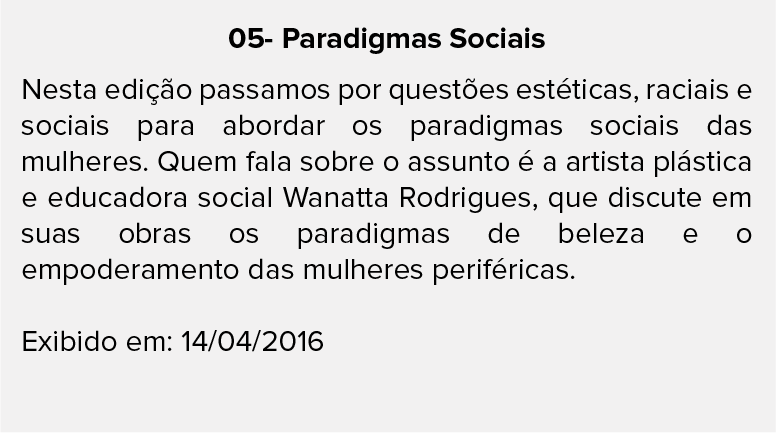 05- Paradigmas Sociais
Nesta edição passamos por questões estéticas, raciais e
sociais para abordar os paradigmas sociais das
mulheres. Quem fala sobre o assunto é a artista plástica
e educadora social Wanatta Rodrigues, que discute em
suas obras os paradigmas de beleza e o
empoderamento das mulheres periféricas.
Exibido em: 14/04/2016